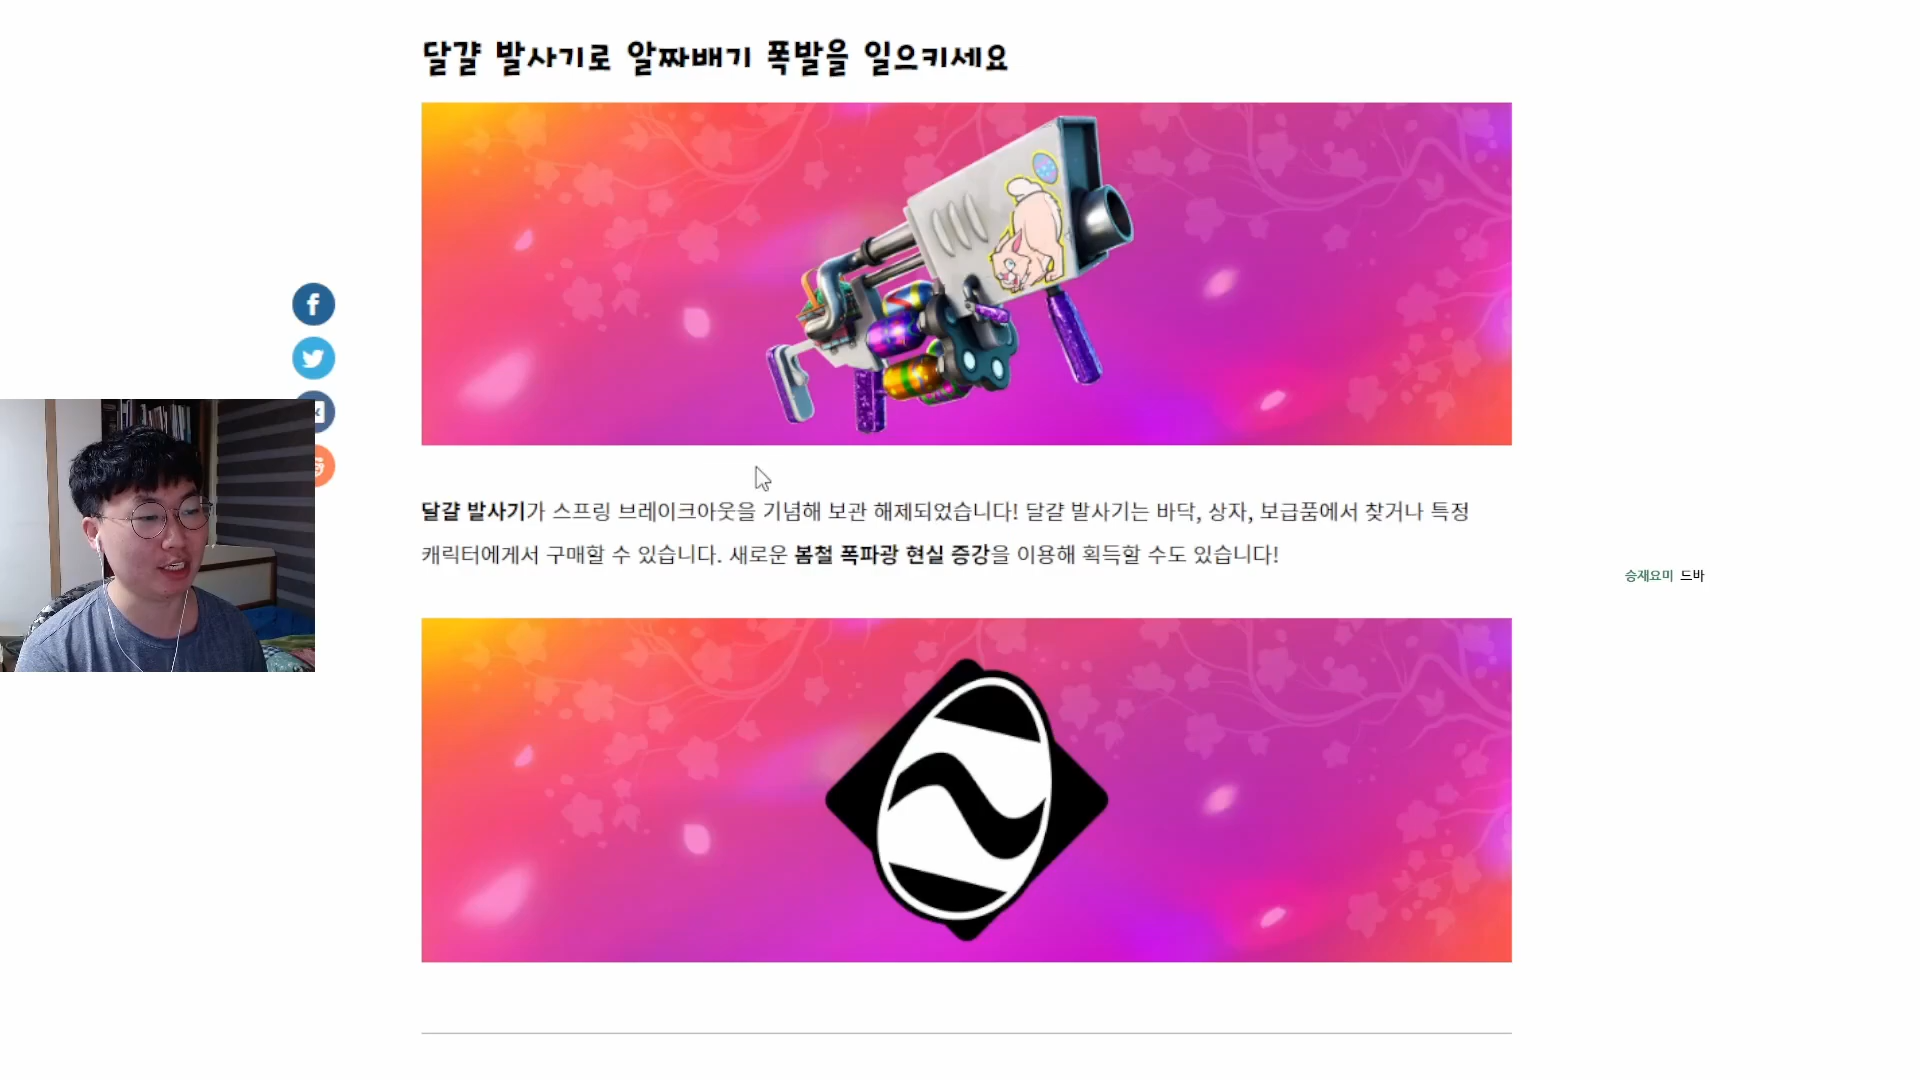 달걀 발사기로 알짜배기 폭발을 일으키세요
달걀 발사기가 스프링 브레이크아웃을 기념해 보관 해제되었습니다! 달걀 발사기는 바닥, 상자, 보급품에서 찾거나 특정
캐릭터에게서 구매할 수 있습니다. 새로운 봄철 폭파광 현실 증강을 이용해 획득할 수도 있습니다!
승재요미 드바